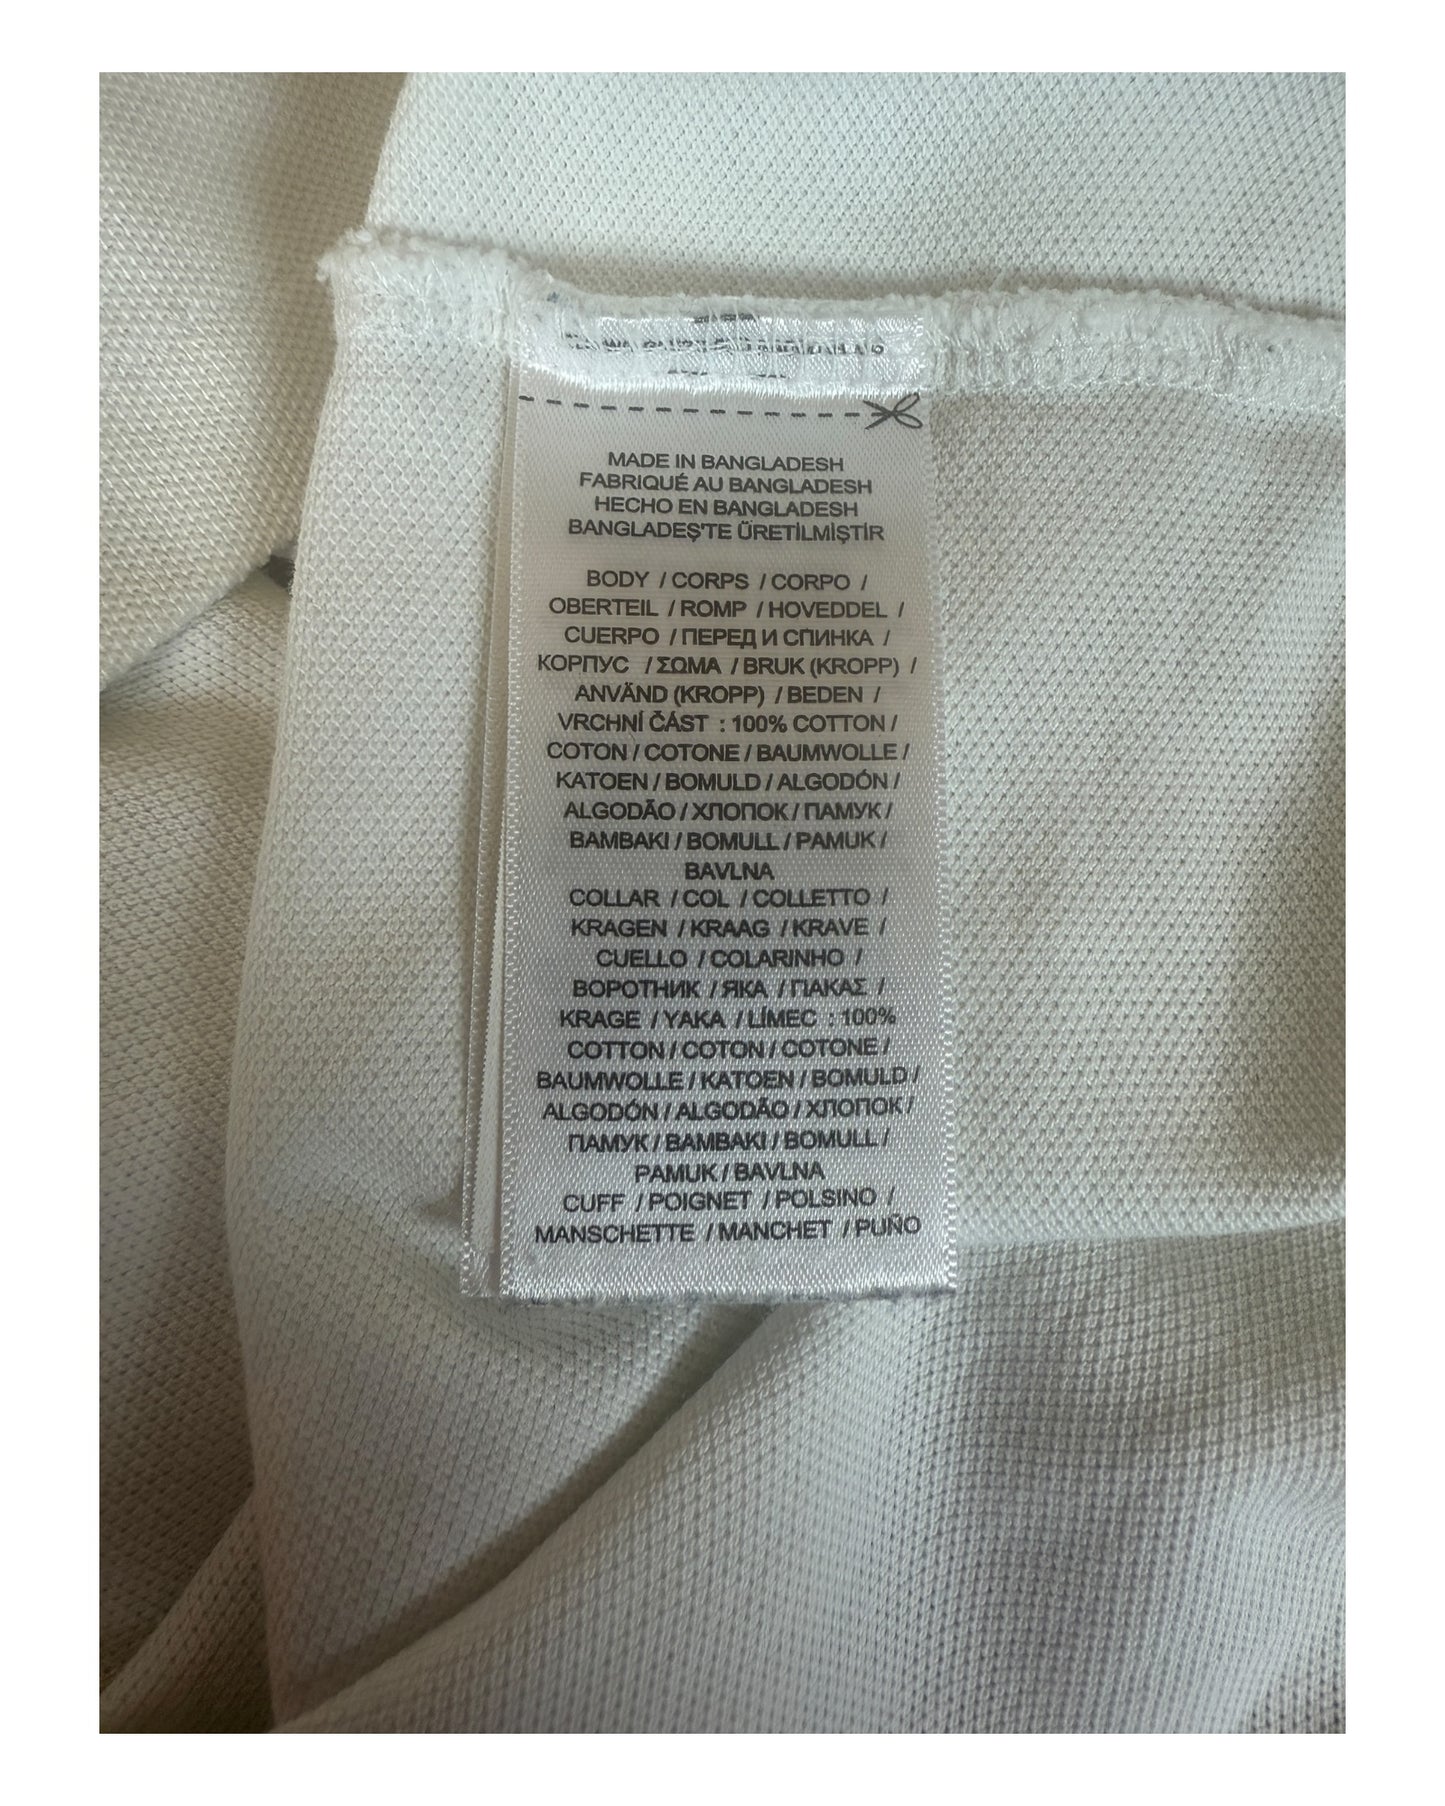 MADE IN BANGLADESH
FABRIQUÉ AU BANGLADESH
HECHO EN BANGLADESH
BANGLADEŞ'TE ÜRETİLMİŞTİR
BODY / CORPS / CORPO /
OBERTEIL / ROMP / HOVEDDEL /
CUERPO / ПЕРЕД И СПИНКА /
КОРПУС / ΣΩΜΑ / BRUK (KROPP) /
ANVÄND (KROPP) / BEDEN /
VRCHNÍ ČÁST : 100% COTTON /
COTON / COTONE / BAUMWOLLE /
KATOEN / BOMULD / ALGODÓN /
ALGODÃO / ХЛОПОК / ПАМУК /
BAMBAKI / BOMULL / PAMUK /
BAVLNA
COLLAR / COL / COLLETTO /
KRAGEN / KRAAG / KRAVE /
CUELLO / COLARINHO /
ВОРОТНИК / ЯКА / ΓΙΑΚΑΣ /
KRAGE / YAKA / LÍMEC : 100%
COTTON / COTON / COTONE /
BAUMWOLLE / KATOEN / BOMULD /
ALGODÓN / ALGODÃO / ХЛОПОК /
ПАМУК / BAMBAKI / BOMULL /
PAMUK / BAVLNA
CUFF / POIGNET / POLSINO /
MANSCHETTE / MANCHET / PUÑO